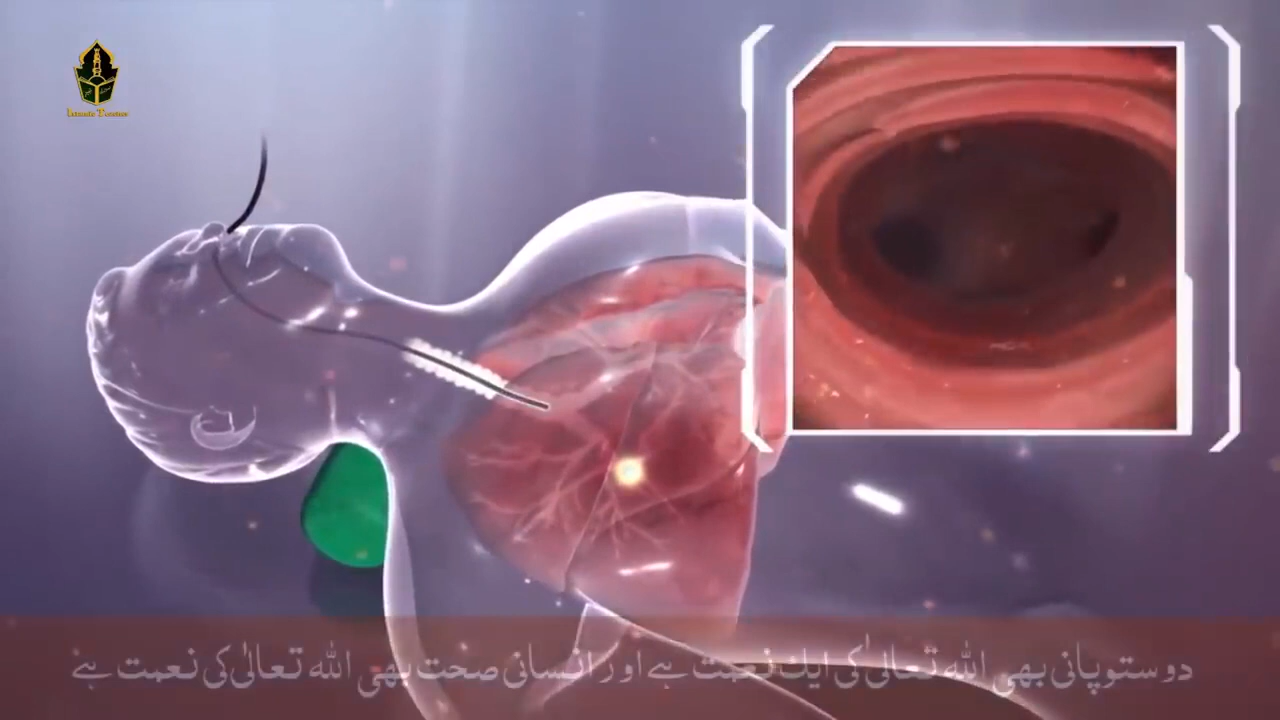 دوستو پانی بھی اللہ تعالیٰ کی ایک نعمت ہے اور انسانی صحت بھی اللہ تعالیٰ کی نعمت ہے